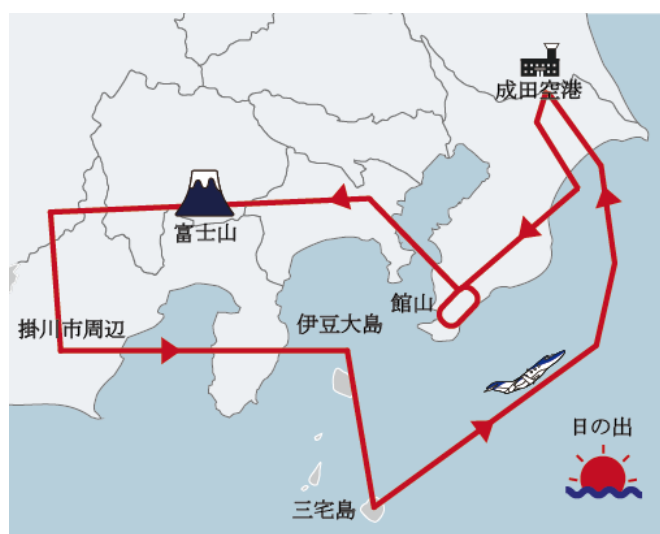 成田空港
富士山
館山
掛川市周辺
伊豆大島
日の出
三宅島